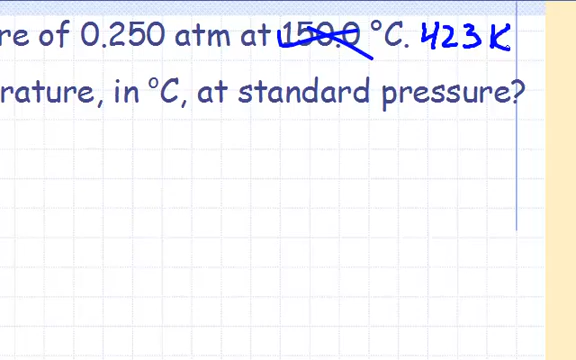 re of 0.250 atm at 150.0 °C. 423 K
rature, in °C, at standard pressure?